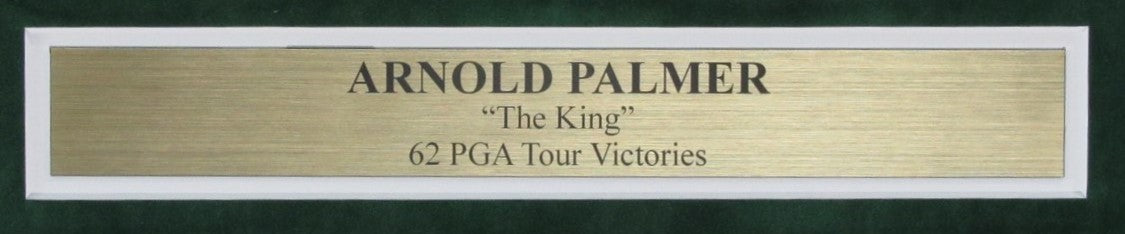 ARNOLD PALMER
“The King”
62 PGA Tour Victories